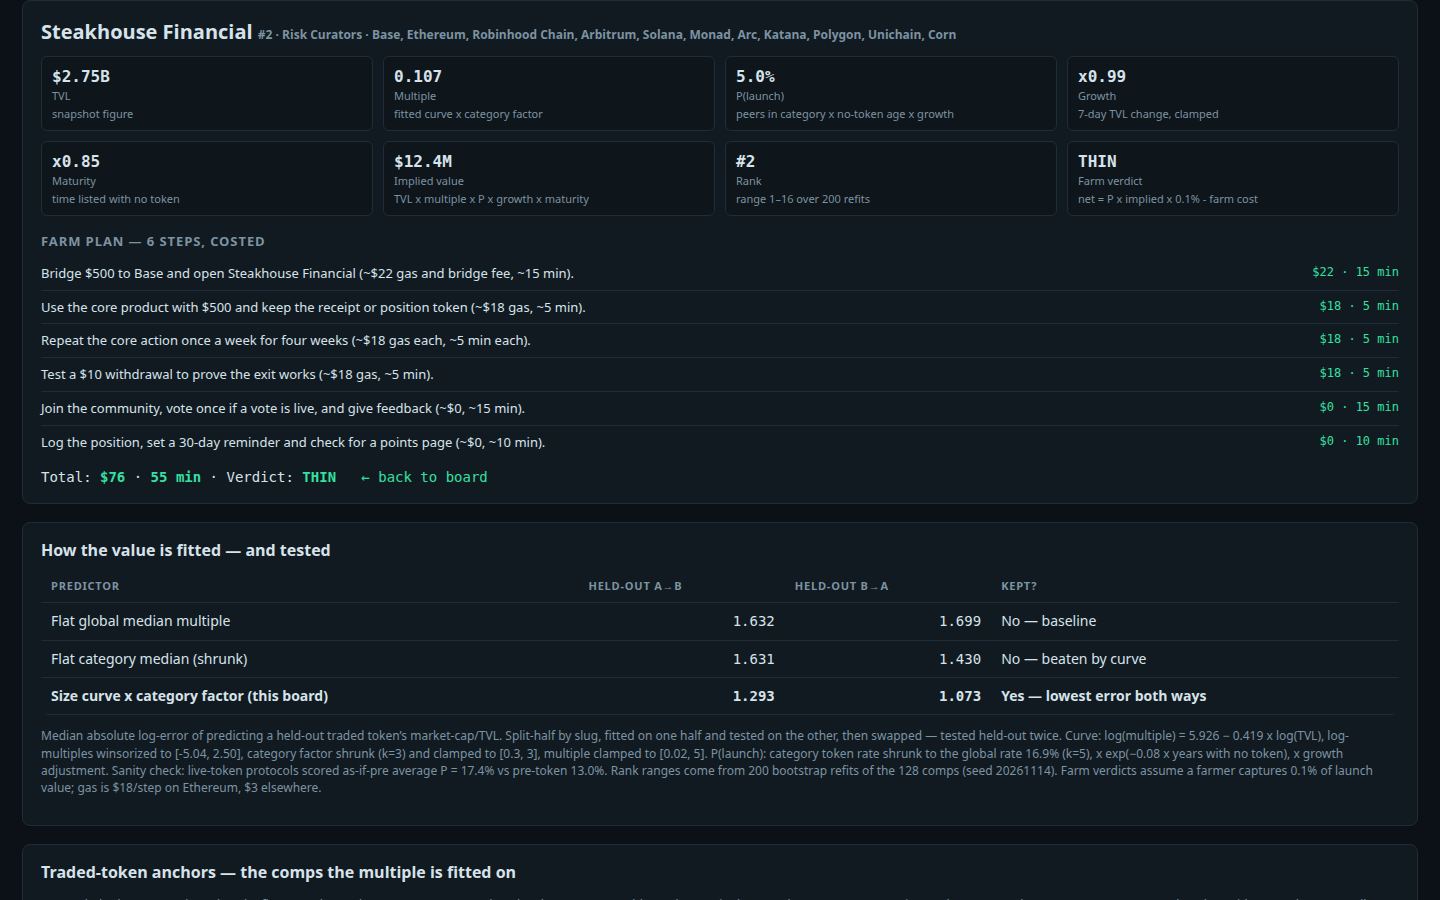 Steakhouse Financial #2 · Risk Curators · Base, Ethereum, Robinhood Chain, Arbitrum, Solana, Monad, Arc, Katana, Polygon, Unichain, Corn
$2.75B
TVL
snapshot figure
0.107
Multiple
fitted curve x category factor
5.0%
P(launch)
peers in category x no-token age x growth
x0.99
Growth
7-day TVL change, clamped
x0.85
Maturity
time listed with no token
$12.4M
Implied value
TVL x multiple x P x growth x maturity
#2
Rank
range 1–16 over 200 refits
THIN
Farm verdict
net = P x implied x 0.1% - farm cost
FARM PLAN — 6 STEPS, COSTED
Bridge $500 to Base and open Steakhouse Financial (~$22 gas and bridge fee, ~15 min). $22 · 15 min
Use the core product with $500 and keep the receipt or position token (~$18 gas, ~5 min). $18 · 5 min
Repeat the core action once a week for four weeks (~$18 gas each, ~5 min each). $18 · 5 min
Test a $10 withdrawal to prove the exit works (~$18 gas, ~5 min). $18 · 5 min
Join the community, vote once if a vote is live, and give feedback (~$0, ~15 min). $0 · 15 min
Log the position, set a 30-day reminder and check for a points page (~$0, ~10 min). $0 · 10 min
Total: $76 · 55 min · Verdict: THIN ← back to board
How the value is fitted — and tested
PREDICTOR HELD-OUT A→B HELD-OUT B→A KEPT?
Flat global median multiple 1.632 1.699 No — baseline
Flat category median (shrunk) 1.631 1.430 No — beaten by curve
Size curve x category factor (this board) 1.293 1.073 Yes — lowest error both ways
Median absolute log-error of predicting a held-out traded token's market-cap/TVL. Split-half by slug, fitted on one half and tested on the other, then swapped — tested held-out twice. Curve: log(multiple) = 5.926 − 0.419 x log(TVL), log-
multiples winsorized to [-5.04, 2.50], category factor shrunk (k=3) and clamped to [0.3, 3], multiple clamped to [0.02, 5]. P(launch): category token rate shrunk to the global rate 16.9% (k=5), x exp(−0.08 x years with no token), x growth
adjustment. Sanity check: live-token protocols scored as-if-pre average P = 17.4% vs pre-token 13.0%. Rank ranges come from 200 bootstrap refits of the 128 comps (seed 20261114). Farm verdicts assume a farmer captures 0.1% of launch
value; gas is $18/step on Ethereum, $3 elsewhere.
Traded-token anchors — the comps the multiple is fitted on